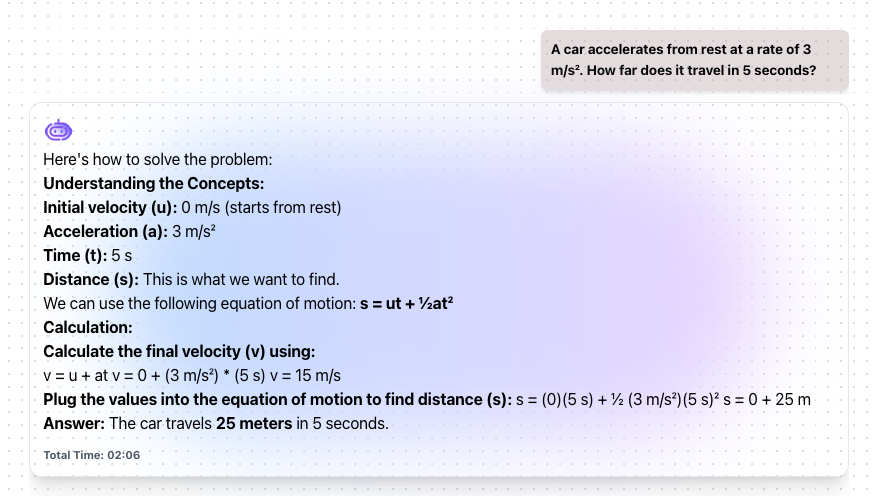 A car accelerates from rest at a rate of 3
m/s². How far does it travel in 5 seconds?
Here's how to solve the problem:
Understanding the Concepts:
Initial velocity (u): 0 m/s (starts from rest)
Acceleration (a): 3 m/s²
Time (t): 5 s
Distance (s): This is what we want to find.
We can use the following equation of motion: s = ut + ½at²
Calculation:
Calculate the final velocity (v) using:
v = u + at v = 0 + (3 m/s²) * (5 s) v = 15 m/s
Plug the values into the equation of motion to find distance (s): s = (0)(5 s) + ½ (3 m/s²)(5 s)² s = 0 + 25 m
Answer: The car travels 25 meters in 5 seconds.
Total Time: 02:06